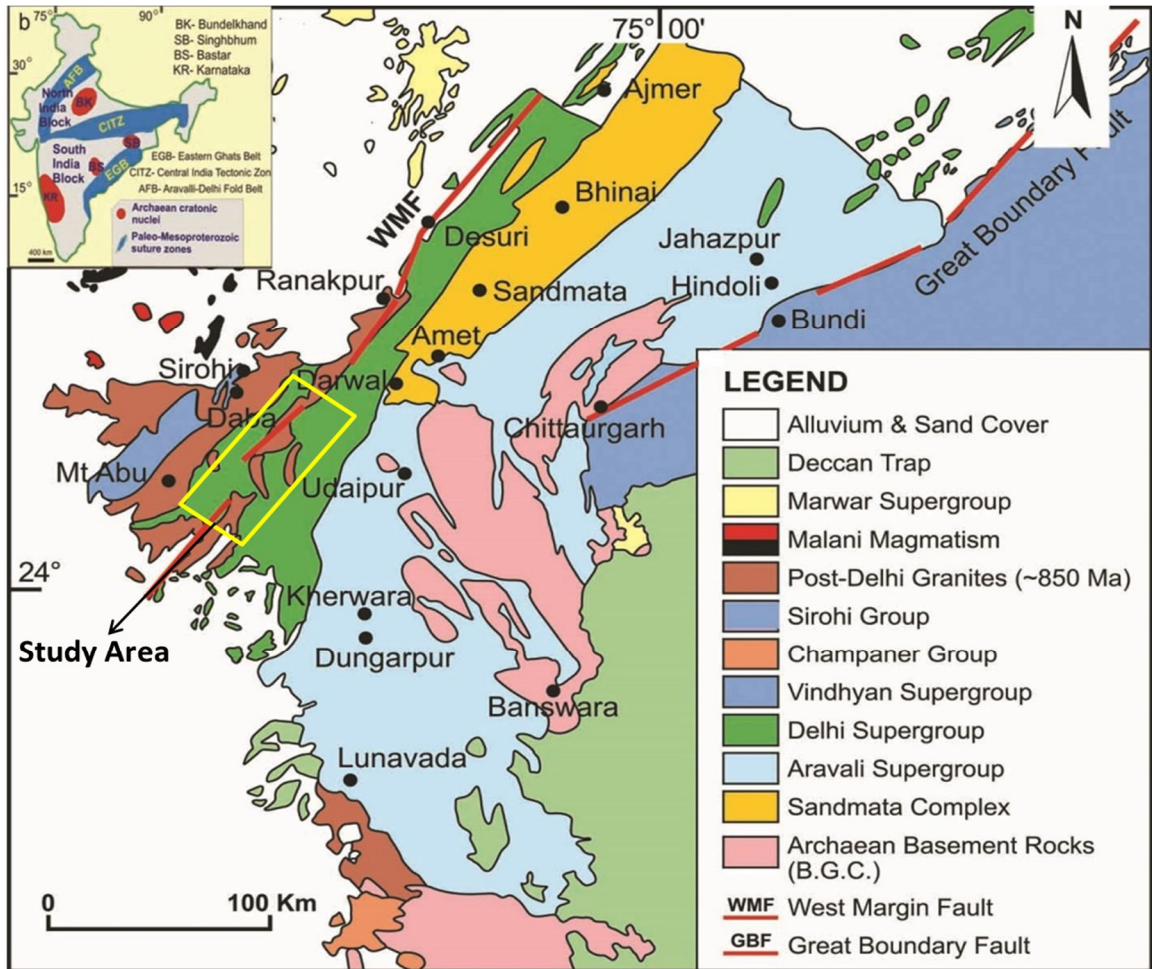 b
75°
90°
30°
15°
BK- Bundelkhand
SB- Singhbhum
BS- Bastar
KR- Karnataka
AFB
North
India
Block
BK
CITZ
SB
South
India
Block
BS
EGB
KR
EGB- Eastern Ghats Belt
CITZ- Central India Tectonic Zon
AFB- Aravalli-Delhi Fold Belt
Archaean cratonic
nuclei
Paleo-Mesoproterozoic
suture zones
400 km
75° 00'
N
Ajmer
Bhinai
WMF
Desuri
Jahazpur
Great Boundary Fault
Ranakpur
Sandmata
Hindoli
Bundi
Amet
Sirohi
Darwal
Daba
Chittaurgarh
Mt Abu
Udaipur
24°
Kherwara
Study Area
Dungarpur
Banswara
Lunavada
0 100 Km
LEGEND
Alluvium & Sand Cover
Deccan Trap
Marwar Supergroup
Malani Magmatism
Post-Delhi Granites (~850 Ma)
Sirohi Group
Champaner Group
Vindhyan Supergroup
Delhi Supergroup
Aravali Supergroup
Sandmata Complex
Archaean Basement Rocks
(B.G.C.)
WMF West Margin Fault
GBF Great Boundary Fault